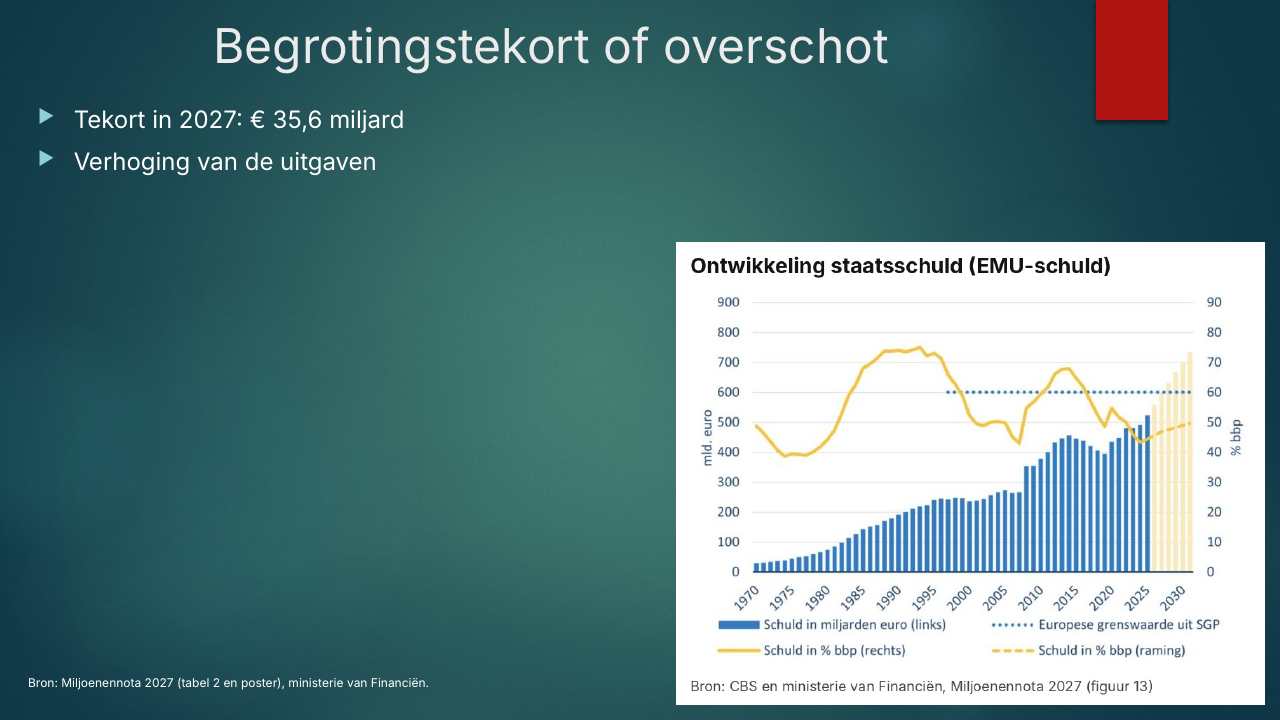 Begrotingstekort of overschot
Tekort in 2027: € 35,6 miljard
Verhoging van de uitgaven
Ontwikkeling staatsschuld (EMU-schuld)
900 90
800 80
700 70
600 60
500 50
400 40
300 30
200 20
100 10
0 0
mld. euro
% bbp
1970 1975 1980 1985 1990 1995 2000 2005 2010 2015 2020 2025 2030
Schuld in miljarden euro (links) Europese grenswaarde uit SGP
Schuld in % bbp (rechts) Schuld in % bbp (raming)
Bron: CBS en ministerie van Financiën, Miljoenennota 2027 (figuur 13)
Bron: Miljoenennota 2027 (tabel 2 en poster), ministerie van Financiën.